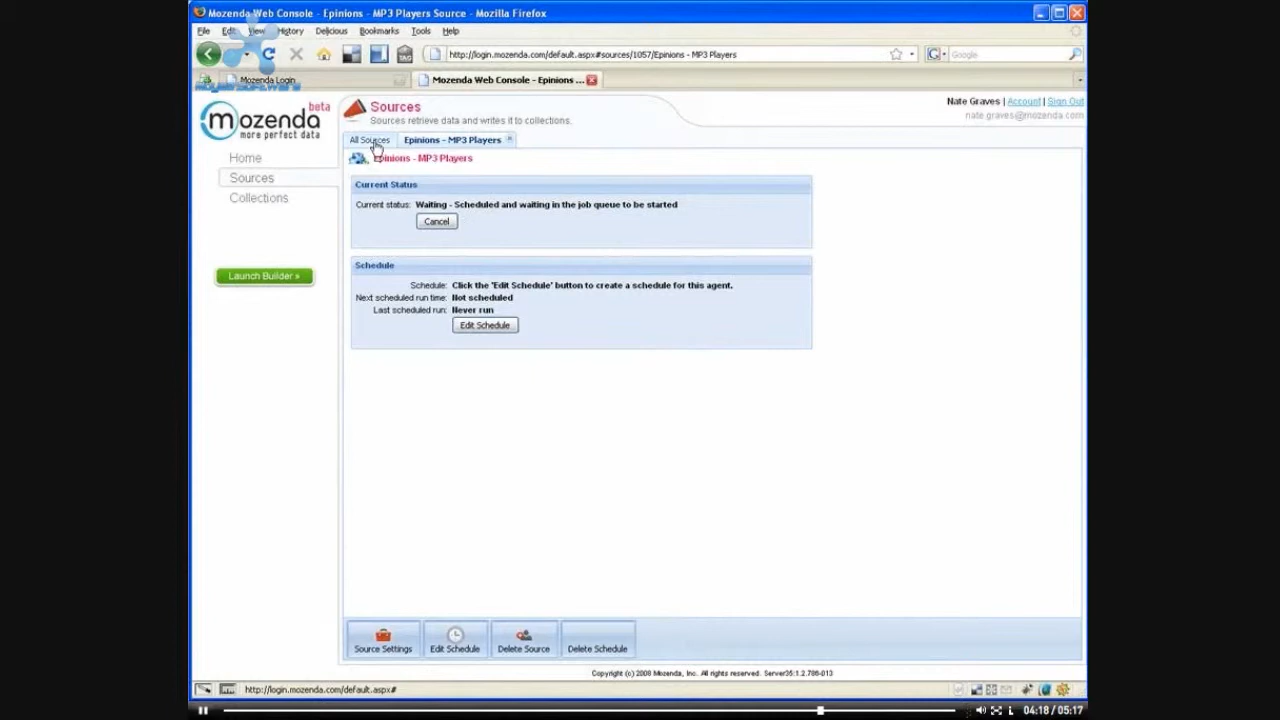 Mozenda Web Console - Epinions - MP3 Players Source - Mozilla Firefox
File Edit View History Delicious Bookmarks Tools Help
http://login.mozenda.com/default.aspx#sources/1057/Epinions - MP3 Players
Google
Mozenda Login
Mozenda Web Console - Epinions ...
mozenda beta
more perfect data
Sources
Sources retrieve data and writes it to collections.
Nate Graves | Account | Sign Out
nate.graves@mozenda.com
Home
Sources
Collections
Launch Builder »
All Sources
Epinions - MP3 Players
Epinions - MP3 Players
Current Status
Current status: Waiting - Scheduled and waiting in the job queue to be started
Cancel
Schedule
Schedule: Click the 'Edit Schedule' button to create a schedule for this agent.
Next scheduled run time: Not scheduled
Last scheduled run: Never run
Edit Schedule
Source Settings
Edit Schedule
Delete Source
Delete Schedule
Copyright (c) 2008 Mozenda, Inc. All rights reserved. Server35:1.2.786-013
http://login.mozenda.com/default.aspx#
04:18 / 05:17